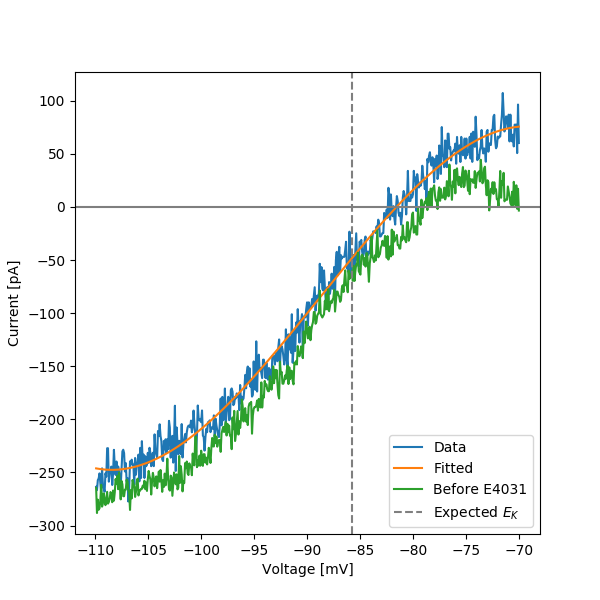 100
50
0
−50
−100
−150
−200
−250
−300
Current [pA]
Data
Fitted
Before E4031
Expected E_K
−110 −105 −100 −95 −90 −85 −80 −75 −70
Voltage [mV]